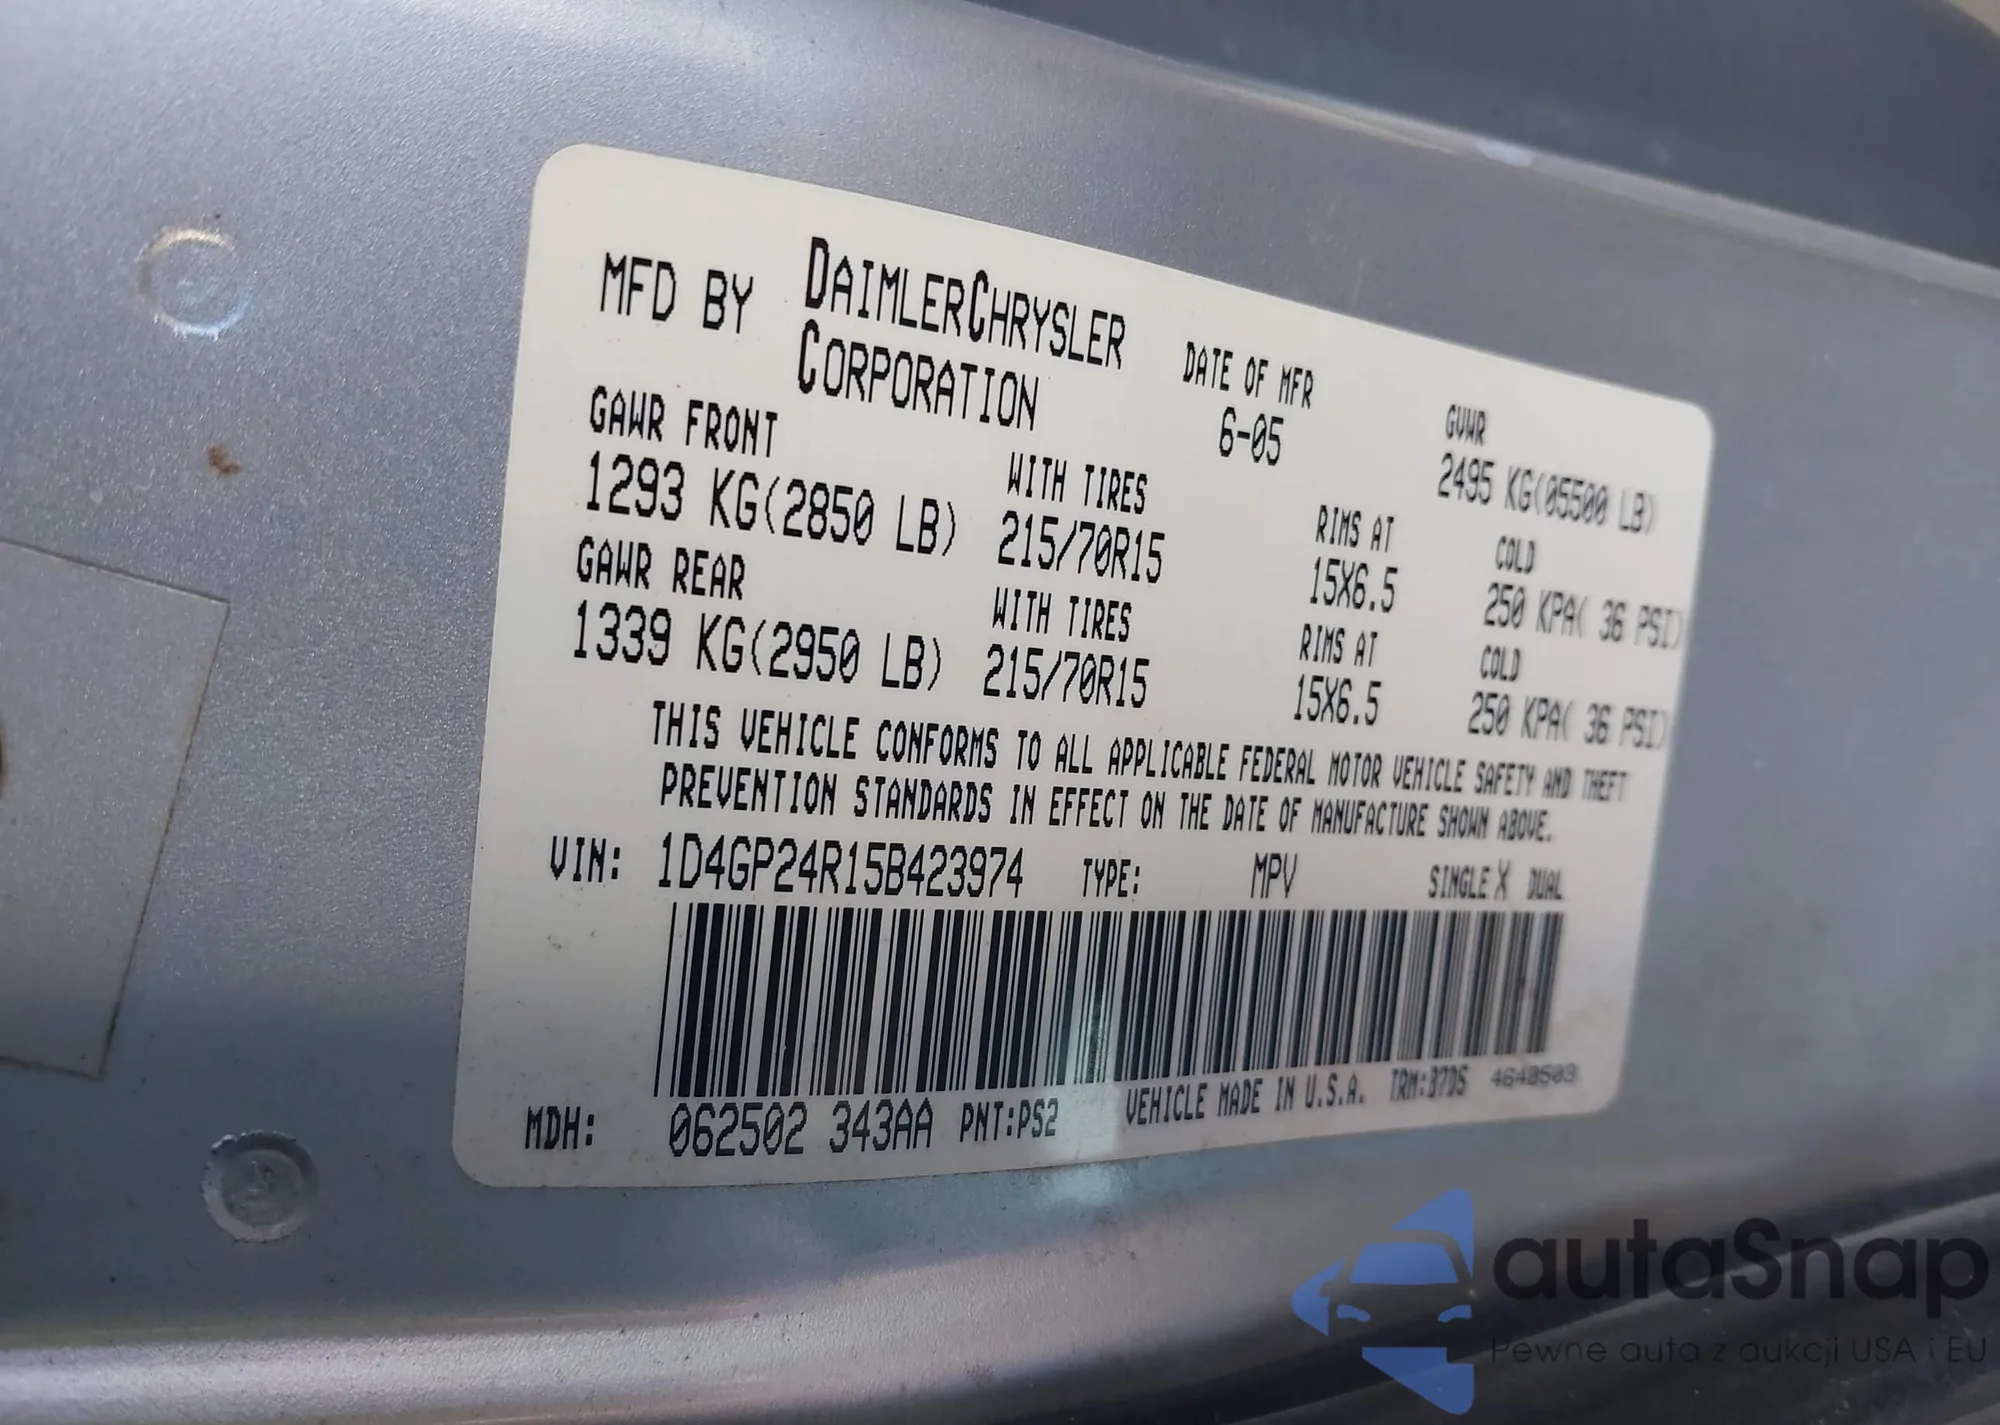 MFD BY DAIMLERCHRYSLER CORPORATION
DATE OF MFR
6-05
GVWR
2495 KG(05500 LB)
GAWR FRONT
1293 KG(2850 LB)
WITH TIRES
215/70R15
RIMS AT
15X6.5
COLD
250 KPA( 36 PSI)
GAWR REAR
1339 KG(2950 LB)
WITH TIRES
215/70R15
RIMS AT
15X6.5
COLD
250 KPA( 36 PSI)
THIS VEHICLE CONFORMS TO ALL APPLICABLE FEDERAL MOTOR VEHICLE SAFETY AND THEFT
PREVENTION STANDARDS IN EFFECT ON THE DATE OF MANUFACTURE SHOWN ABOVE.
VIN: 1D4GP24R15B423974 TYPE: MPV SINGLE X DUAL
MDH: 062502 343AA PNT:PS2 VEHICLE MADE IN U.S.A. TRM:B7DS 4648503
autaSnap
Pewne auta z aukcji USA i EU